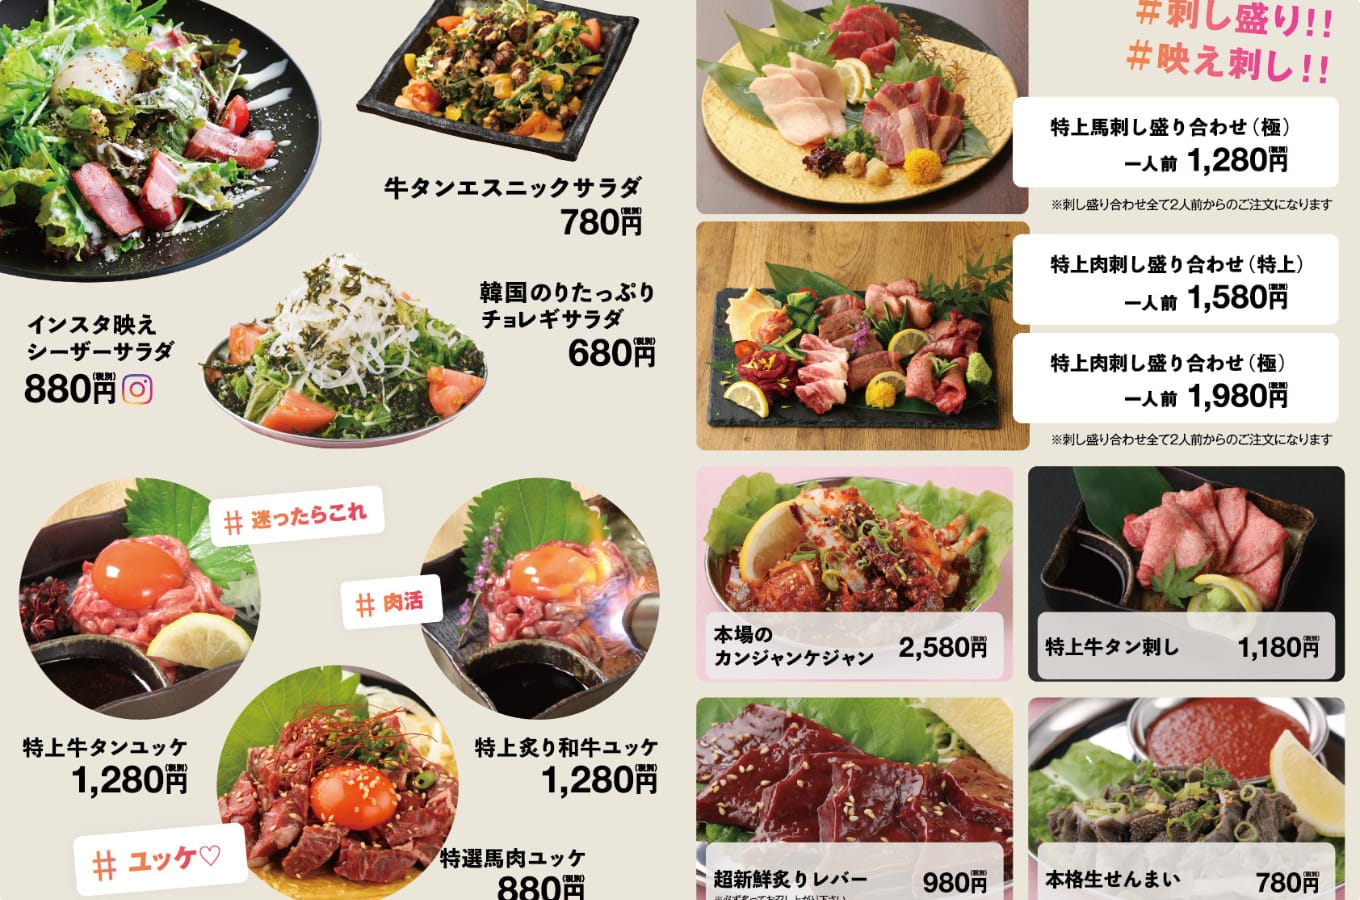 牛タンエスニックサラダ
780円(税別)
インスタ映え
シーザーサラダ
880円(税別)
韓国のりたっぷり
チョレギサラダ
680円(税別)
#迷ったらこれ
#肉活
特上牛タンユッケ
1,280円(税別)
特上炙り和牛ユッケ
1,280円(税別)
#ユッケ♡
特選馬肉ユッケ
880円(税別)
#刺し盛り!!
#映え刺し!!
特上馬刺し盛り合わせ(極)
一人前 1,280円(税別)
※刺し盛り合わせ全て2人前からのご注文になります
特上肉刺し盛り合わせ(特上)
一人前 1,580円(税別)
特上肉刺し盛り合わせ(極)
一人前 1,980円(税別)
※刺し盛り合わせ全て2人前からのご注文になります
本場の
カンジャンケジャン
2,580円(税別)
特上牛タン刺し 1,180円(税別)
超新鮮炙りレバー 980円(税別)
※必ず炙ってお召し上がり下さい
本格生せんまい 780円(税別)